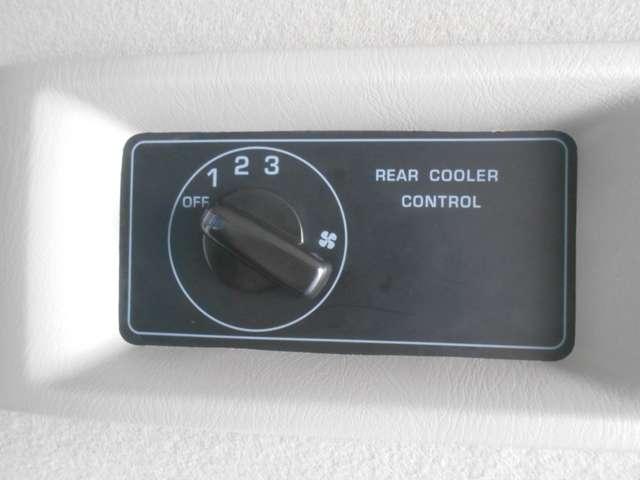 OFF 1 2 3
REAR COOLER
CONTROL